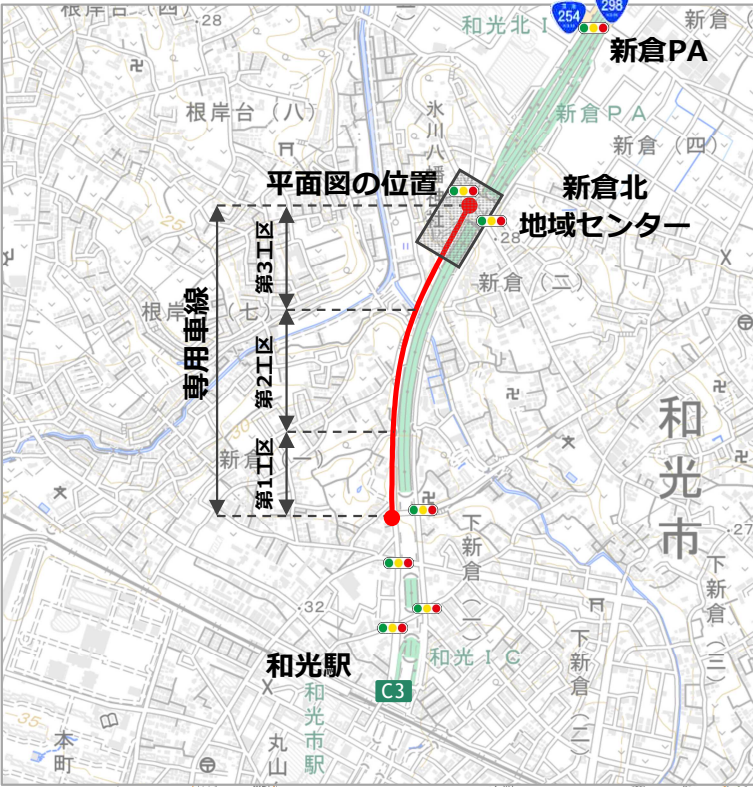 根岸台（四）
28
和光北I
254
298
新倉
新倉PA
根岸台（八）
氷川八幡神社
新倉PA
新倉（四）
平面図の位置
新倉北
地域センター
25
28
第3工区
新倉（二）
根岸
（七）
専用車線
第2工区
30
新倉（一）
第1工区
和光市
27
下新倉（一）
下新倉（三）
32
下新倉（二）
和光駅
和光IC
C3
和光市駅
35
本町
丸山